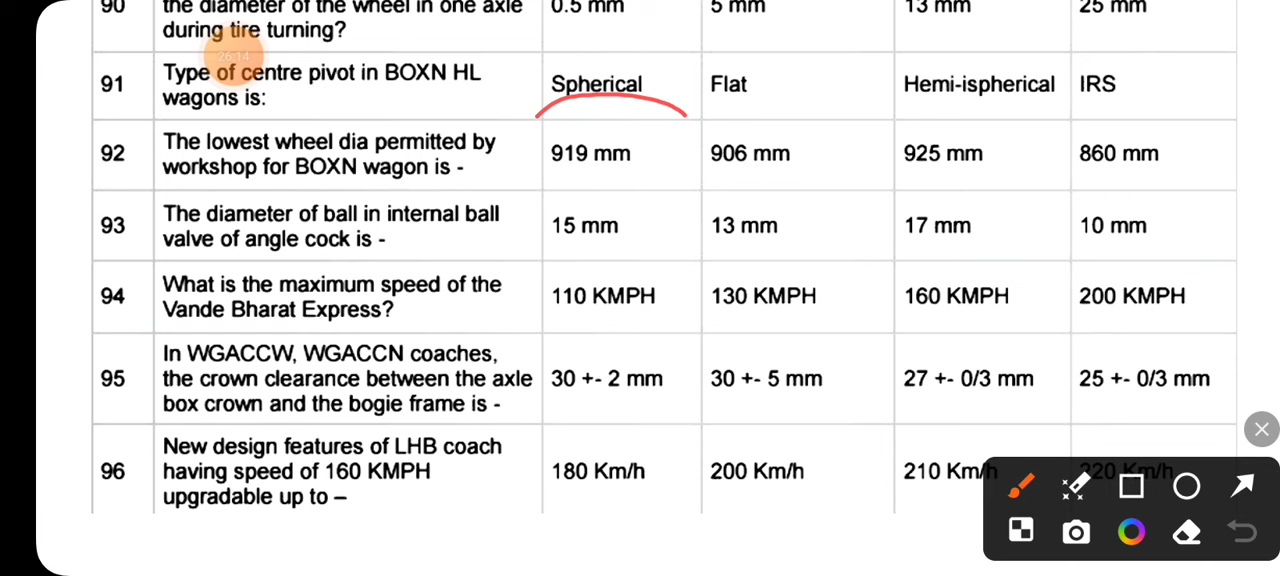 90 the diameter of the wheel in one axle 0.5 mm 5 mm 13 mm 25 mm
during tire turning?
26:14
91 Type of centre pivot in BOXN HL Spherical Flat Hemi-ispherical IRS
wagons is:
92 The lowest wheel dia permitted by 919 mm 906 mm 925 mm 860 mm
workshop for BOXN wagon is -
93 The diameter of ball in internal ball 15 mm 13 mm 17 mm 10 mm
valve of angle cock is -
94 What is the maximum speed of the 110 KMPH 130 KMPH 160 KMPH 200 KMPH
Vande Bharat Express?
In WGACCW, WGACCN coaches,
95 the crown clearance between the axle 30 +- 2 mm 30 +- 5 mm 27 +- 0/3 mm 25 +- 0/3 mm
box crown and the bogie frame is -
New design features of LHB coach
96 having speed of 160 KMPH 180 Km/h 200 Km/h 210 Km/h 220 Km/h
upgradable up to –